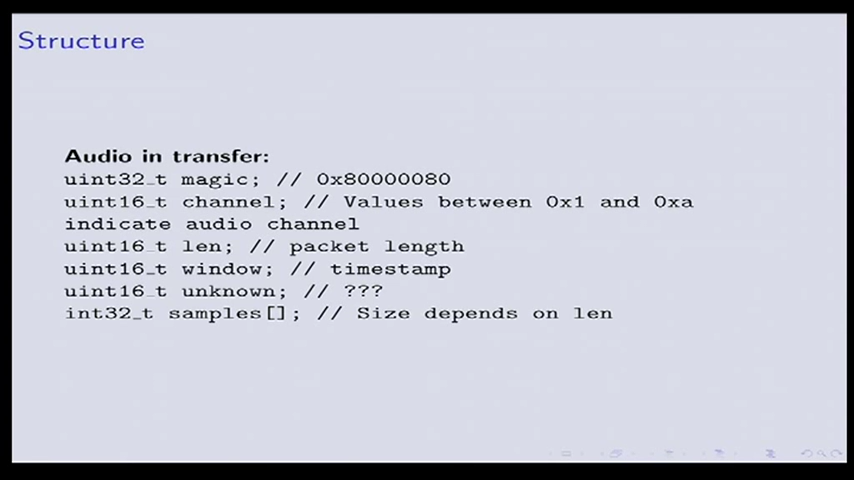 Structure
Audio in transfer:
uint32_t magic; // 0x80000080
uint16_t channel; // Values between 0x1 and 0xa
indicate audio channel
uint16_t len; // packet length
uint16_t window; // timestamp
uint16_t unknown; // ???
int32_t samples[]; // Size depends on len